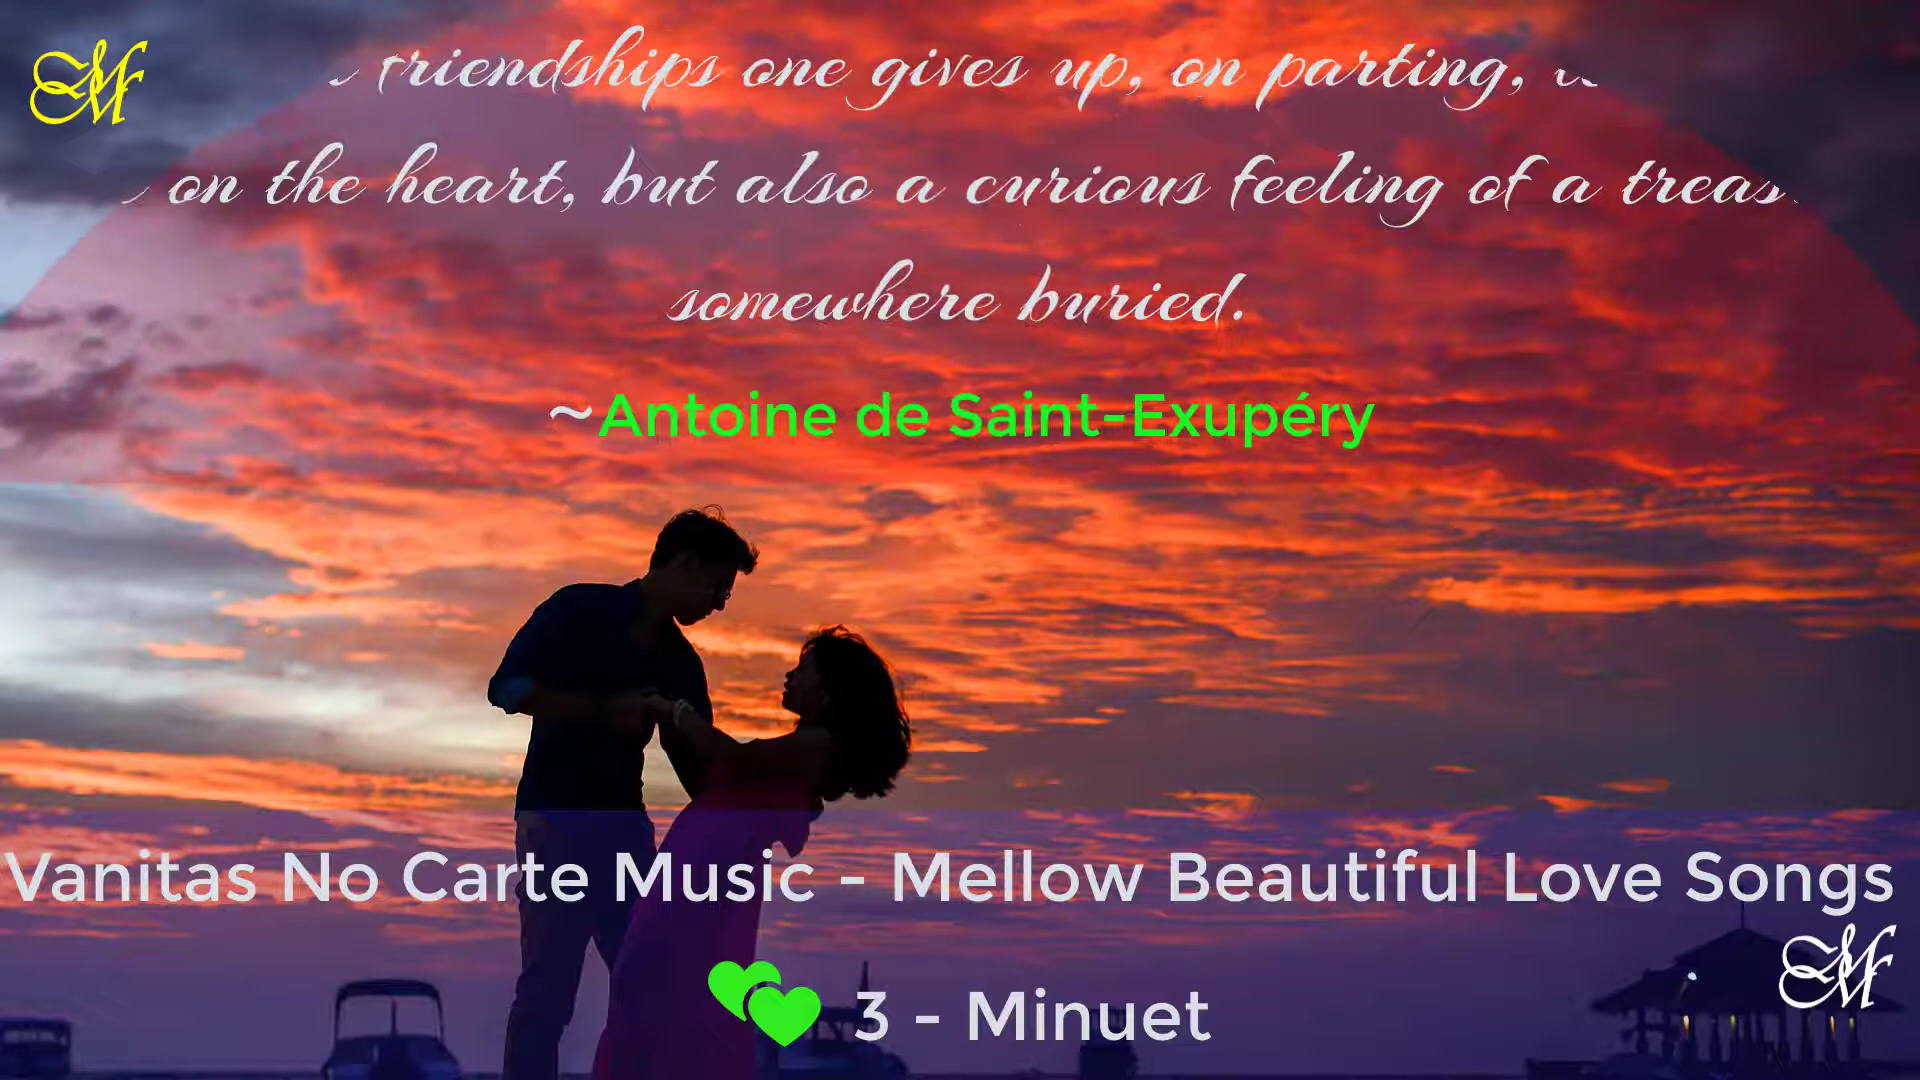 friendships one gives up, on parting,
on the heart, but also a curious feeling of a
somewhere buried.
~Antoine de Saint-Exupéry
Vanitas No Carte Music - Mellow Beautiful Love Songs
3 - Minuet
M
M